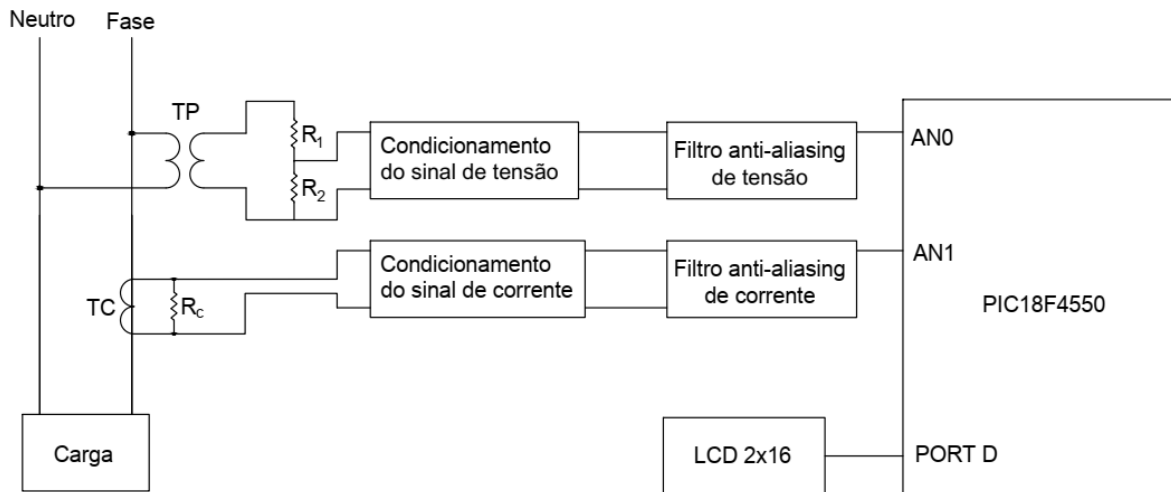 Neutro
Fase
TP
R1
R2
Condicionamento
do sinal de tensão
Filtro anti-aliasing
de tensão
AN0
TC
Rc
Condicionamento
do sinal de corrente
Filtro anti-aliasing
de corrente
AN1
PIC18F4550
Carga
LCD 2x16
PORT D